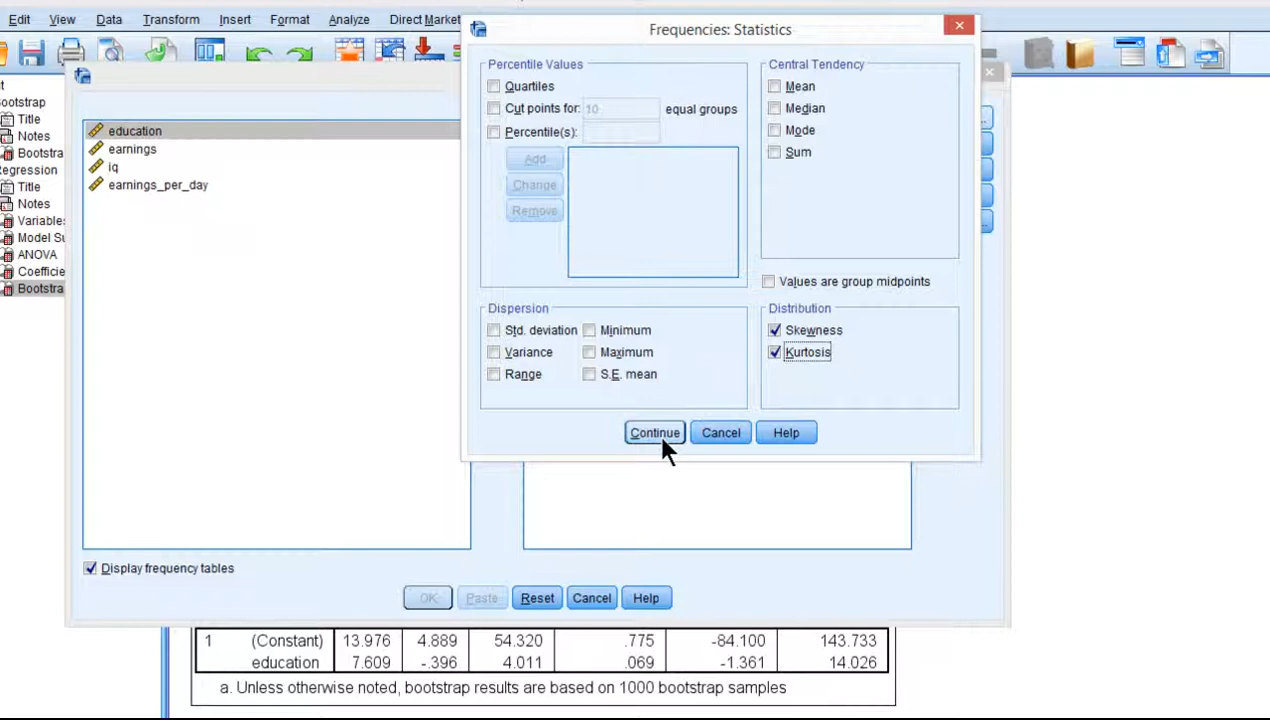 Edit View Data Transform Insert Format Analyze Direct Market
Frequencies: Statistics
Percentile Values
Quartiles
Cut points for: 10 equal groups
Percentile(s):
Add
Change
Remove
Central Tendency
Mean
Median
Mode
Sum
Values are group midpoints
Dispersion
Std. deviation Minimum
Variance Maximum
Range S.E. mean
Distribution
Skewness
Kurtosis
Continue Cancel Help
education
earnings
iq
earnings_per_day
Display frequency tables
OK Paste Reset Cancel Help
t
ootstrap
Title
Notes
Bootstra
egression
Title
Notes
Variables
Model Su
ANOVA
Coefficie
Bootstra
1 (Constant) 13.976 4.889 54.320 .775 -84.100 143.733
education 7.609 -.396 4.011 .069 -1.361 14.026
a. Unless otherwise noted, bootstrap results are based on 1000 bootstrap samples